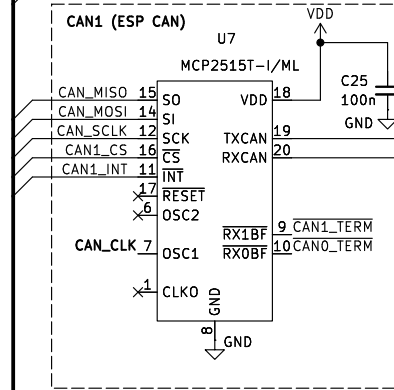 VDD
CAN1 (ESP CAN)
U7
MCP2515T-I/ML
C25
100n
GND
CAN_MISO 15 SO VDD 18
CAN_MOSI 14 SI
CAN_SCLK 12 SCK TXCAN 19
CAN1_CS 16 CS RXCAN 20
CAN1_INT 11 INT
17 RESET
6 OSC2
RX1BF 9 CAN1_TERM
CAN_CLK 7 OSC1 RX0BF 10 CAN0_TERM
1 CLKO
GND
8
GND